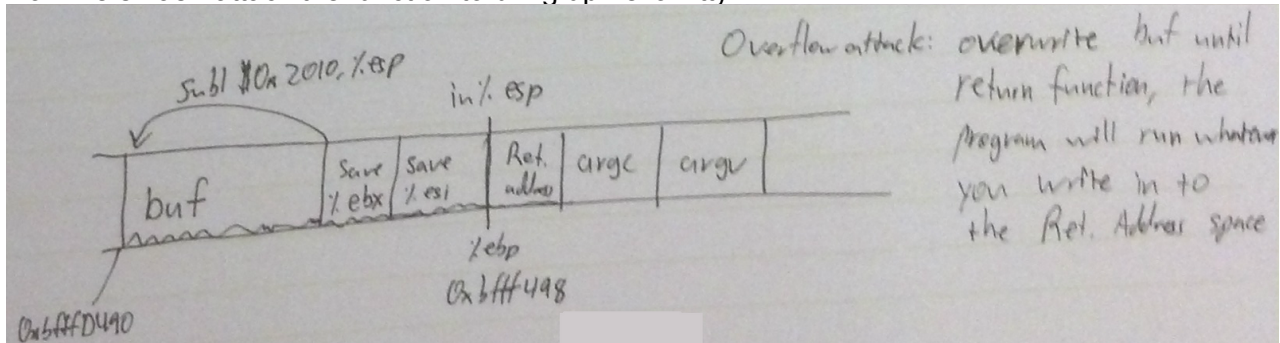 Overflow attack: overwrite buf until
return function, the
program will run whatever
you write in to
the Ret. Address space
subl $0x2010, %esp
in % esp
buf
Save
% ebx
save
% esi
Ret.
address
argc
argv
% ebp
0xbfff498
0xbfffD490